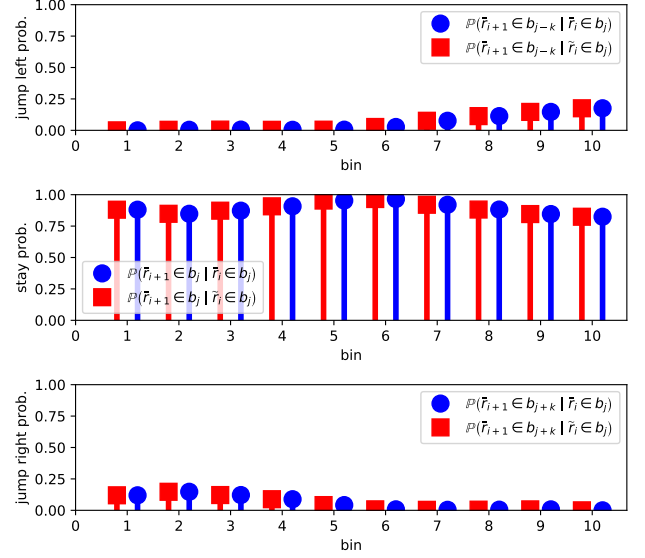 jump left prob.
1.00
0.75
0.50
0.25
0.00
ℙ(r̄ᵢ₊₁ ∈ bⱼ₋ₖ | r̄ᵢ ∈ bⱼ)
ℙ(r̄ᵢ₊₁ ∈ bⱼ₋ₖ | r̃ᵢ ∈ bⱼ)
0 1 2 3 4 5 6 7 8 9 10
bin
stay prob.
1.00
0.75
0.50
0.25
0.00
ℙ(r̄ᵢ₊₁ ∈ bⱼ | r̄ᵢ ∈ bⱼ)
ℙ(r̄ᵢ₊₁ ∈ bⱼ | r̃ᵢ ∈ bⱼ)
0 1 2 3 4 5 6 7 8 9 10
bin
jump right prob.
1.00
0.75
0.50
0.25
0.00
ℙ(r̄ᵢ₊₁ ∈ bⱼ₊ₖ | r̄ᵢ ∈ bⱼ)
ℙ(r̄ᵢ₊₁ ∈ bⱼ₊ₖ | r̃ᵢ ∈ bⱼ)
0 1 2 3 4 5 6 7 8 9 10
bin